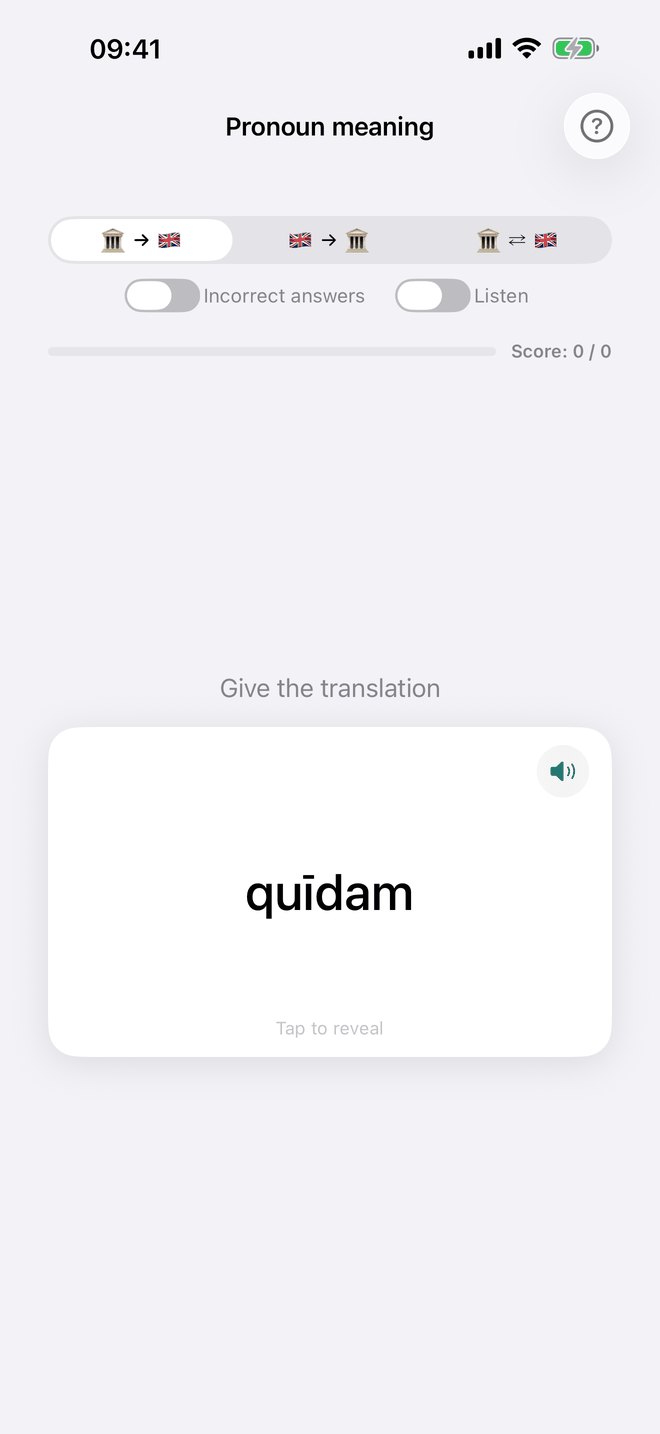 09:41
Pronoun meaning
?
🏛️ → 🇬🇧 🇬🇧 → 🏛️ 🏛️ ⇄ 🇬🇧
Incorrect answers Listen
Score: 0 / 0
Give the translation
quīdam
Tap to reveal